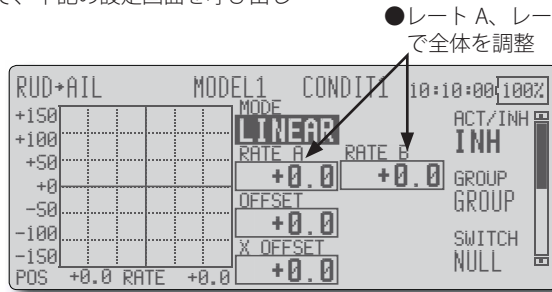 、下記の設定画面を呼び出し
●レート A、レー
で全体を調整
RUD→AIL MODEL1 CONDIT1 10:10:00 100%
MODE
LINEAR
RATE A RATE B
+0.0 +0.0
OFFSET
+0.0
X OFFSET
+0.0
+150
+100
+50
+0
-50
-100
-150
POS +0.0 RATE +0.0
ACT/INH
INH
GROUP
GROUP
SWITCH
NULL